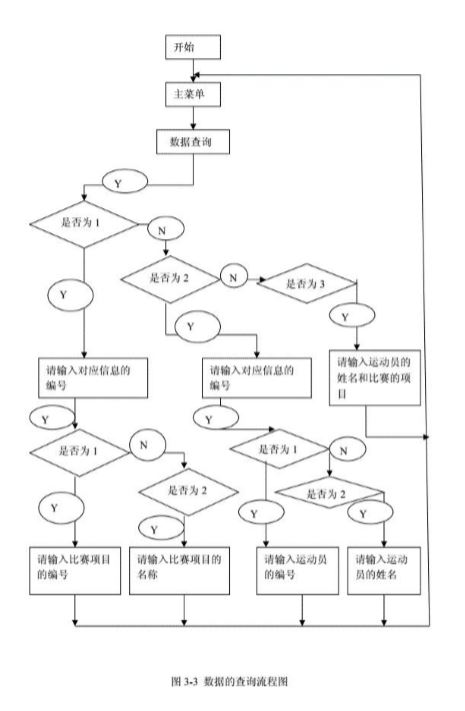 开始
主菜单
数据查询
Y
是否为 1
N
是否为 2
N
是否为 3
Y
Y
Y
请输入对应信息的
编号
请输入对应信息的
编号
请输入运动员的
姓名和比赛的项
目
Y
Y
是否为 1
N
是否为 1
N
是否为 2
是否为 2
Y
Y
Y
Y
请输入比赛项目
的编号
请输入比赛项目的
名称
请输入运动员
的编号
请输入运动
员的姓名
图 3-3 数据的查询流程图